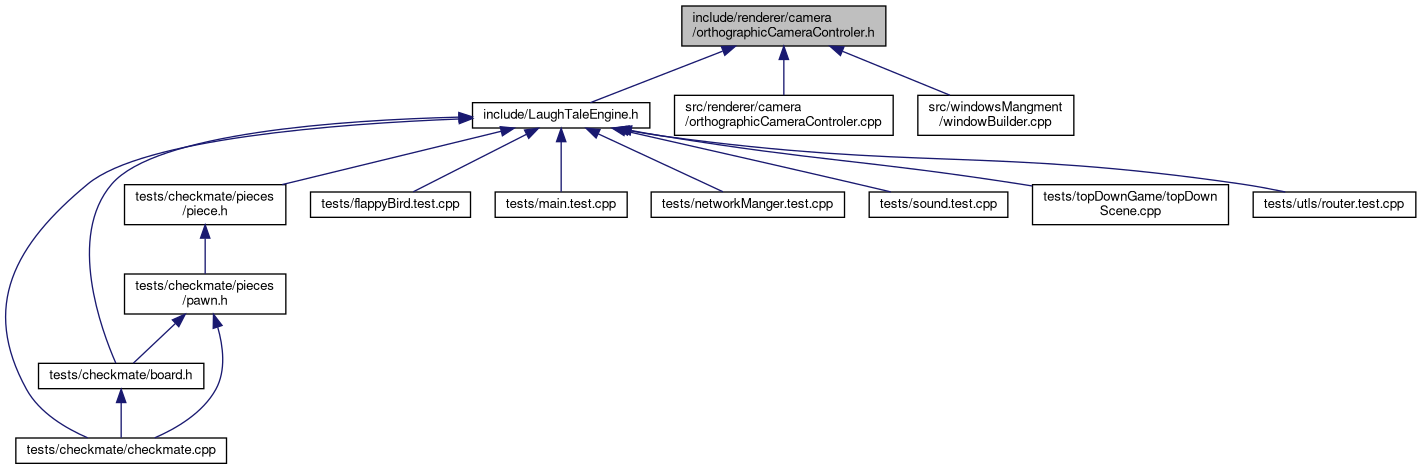 include/renderer/camera
/orthographicCameraControler.h
include/LaughTaleEngine.h
src/renderer/camera
/orthographicCameraControler.cpp
src/windowsMangment
/windowBuilder.cpp
tests/checkmate/pieces
/piece.h
tests/flappyBird.test.cpp
tests/main.test.cpp
tests/networkManger.test.cpp
tests/sound.test.cpp
tests/topDownGame/topDown
Scene.cpp
tests/utls/router.test.cpp
tests/checkmate/pieces
/pawn.h
tests/checkmate/board.h
tests/checkmate/checkmate.cpp